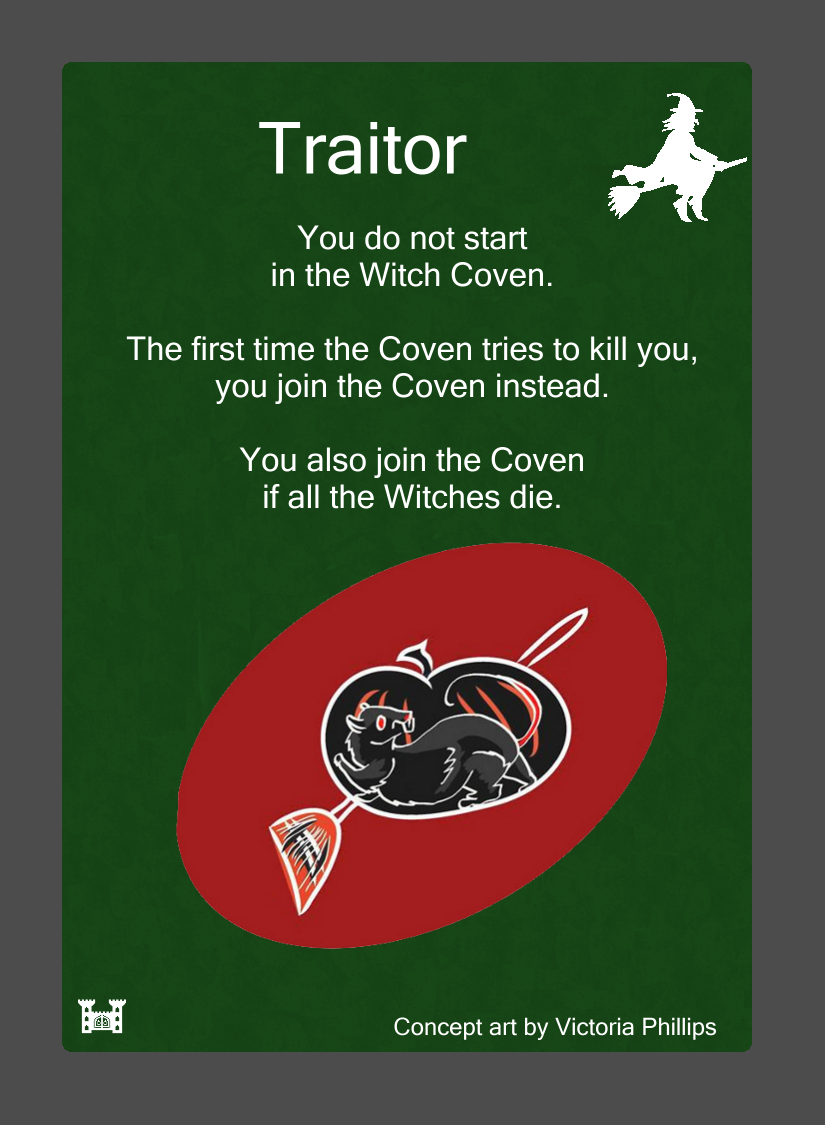 Traitor
You do not start
in the Witch Coven.
The first time the Coven tries to kill you,
you join the Coven instead.
You also join the Coven
if all the Witches die.
Concept art by Victoria Phillips